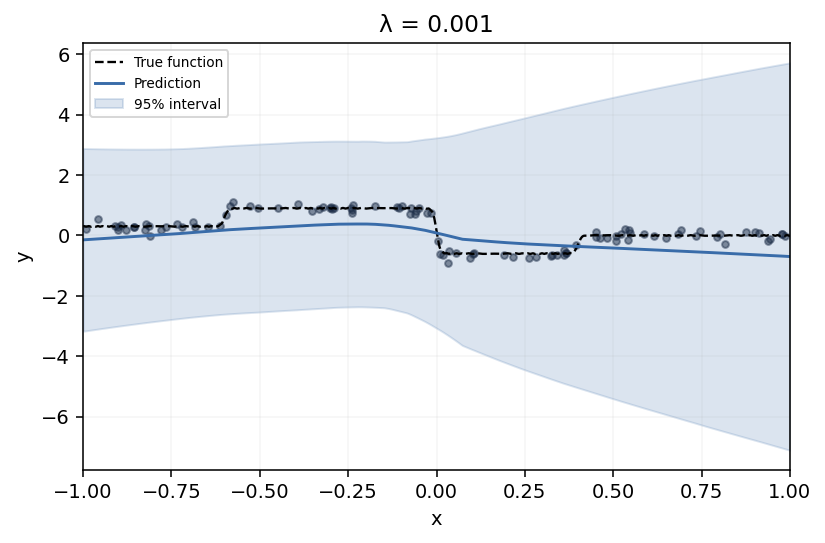 λ = 0.001
True function
Prediction
95% interval
6
4
2
0
−2
−4
−6
y
−1.00 −0.75 −0.50 −0.25 0.00 0.25 0.50 0.75 1.00
x